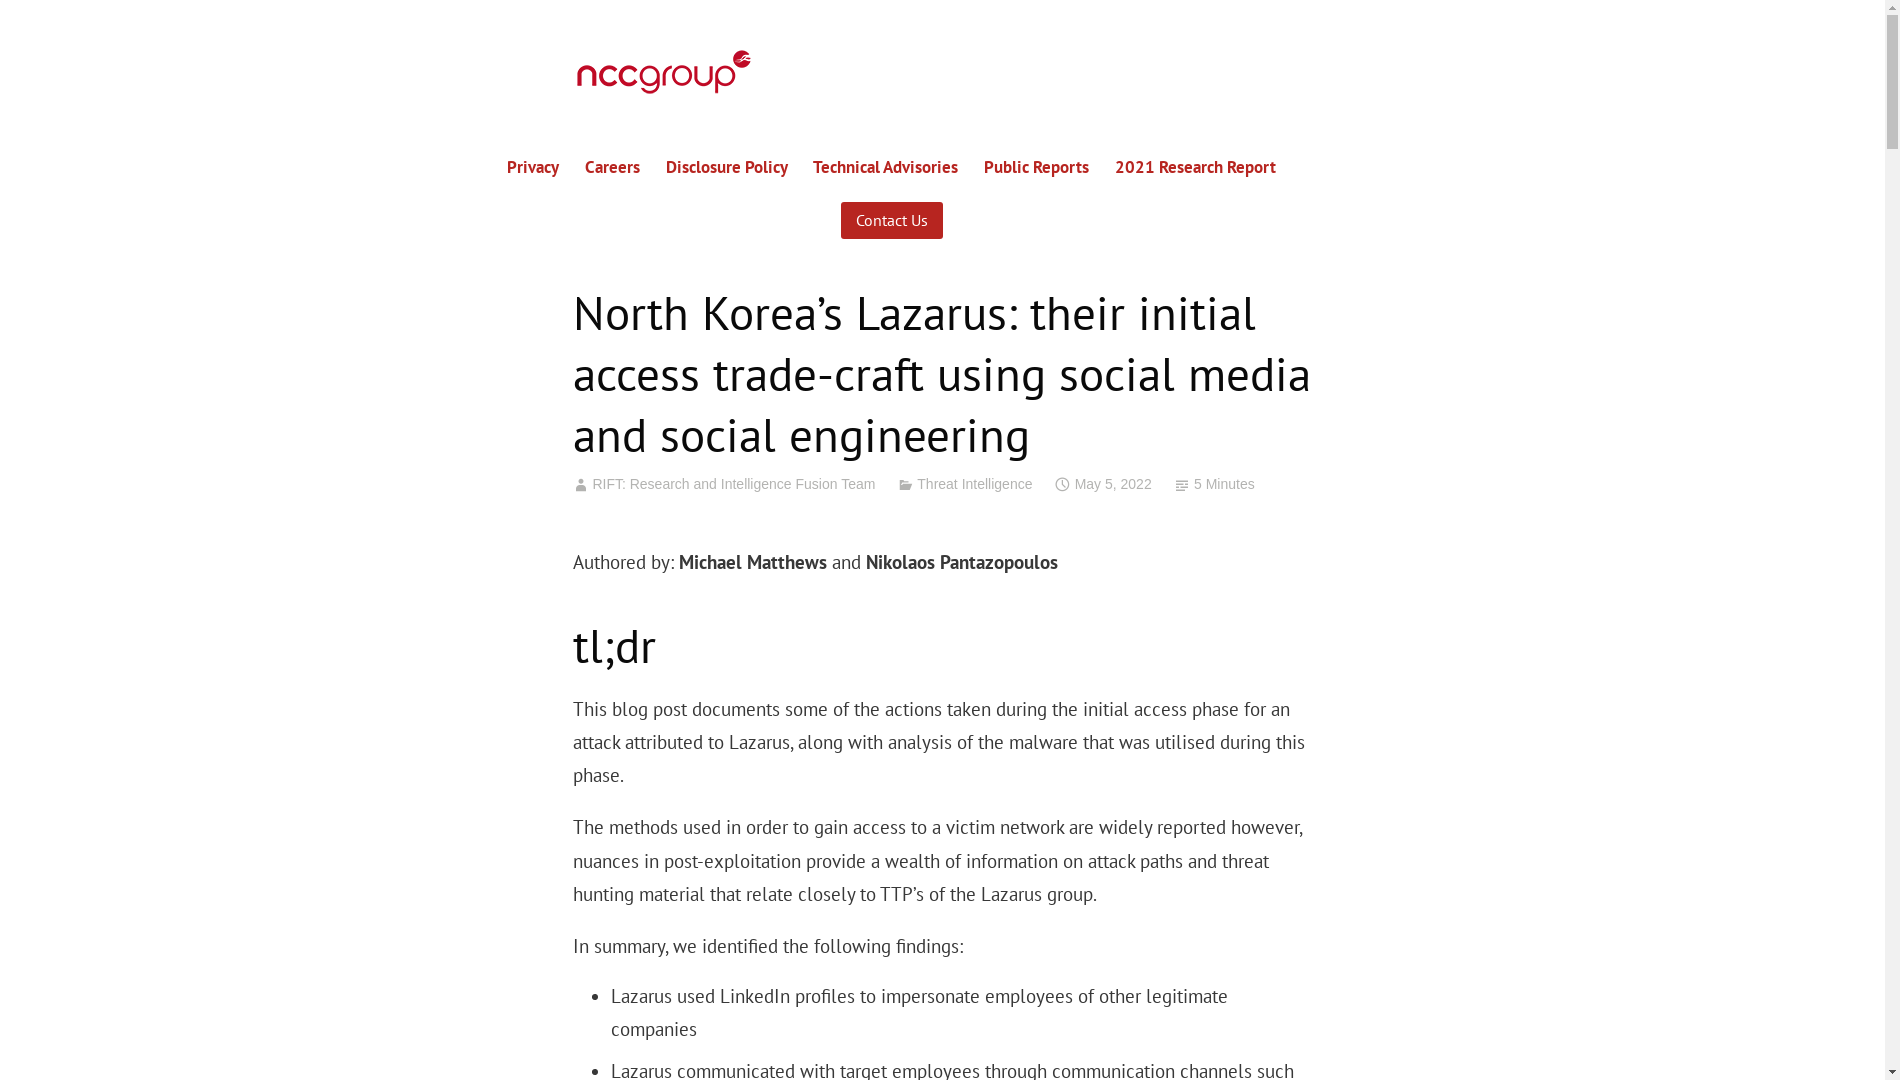 nccgroup
Privacy Careers Disclosure Policy Technical Advisories Public Reports 2021 Research Report
Contact Us
North Korea’s Lazarus: their initial
access trade-craft using social media
and social engineering
RIFT: Research and Intelligence Fusion Team Threat Intelligence May 5, 2022 5 Minutes
Authored by: Michael Matthews and Nikolaos Pantazopoulos
tl;dr
This blog post documents some of the actions taken during the initial access phase for an
attack attributed to Lazarus, along with analysis of the malware that was utilised during this
phase.
The methods used in order to gain access to a victim network are widely reported however,
nuances in post-exploitation provide a wealth of information on attack paths and threat
hunting material that relate closely to TTP’s of the Lazarus group.
In summary, we identified the following findings:
• Lazarus used LinkedIn profiles to impersonate employees of other legitimate
companies
• Lazarus communicated with target employees through communication channels such